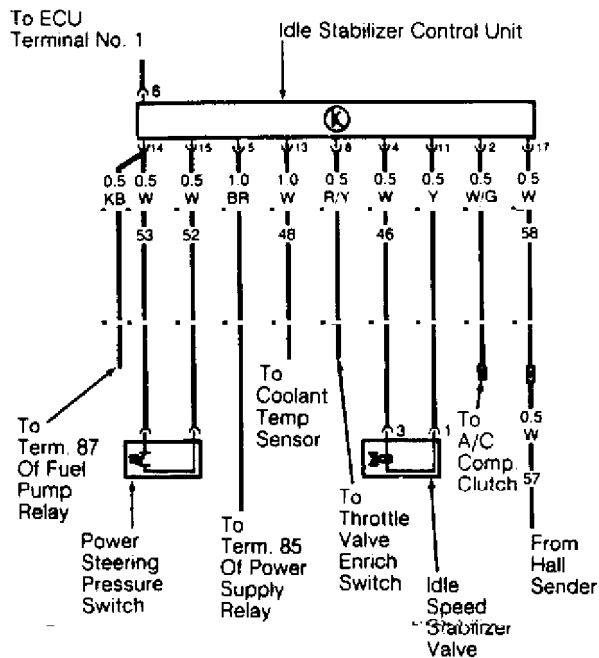 To ECU
Terminal No. 1
Idle Stabilizer Control Unit
6
K
14 15 5 13 8 4 11 2 17
0.5 0.5 0.5 1.0 1.0 0.5 0.5 0.5 0.5 0.5
KB W W BR W R/Y W Y W/G W
53 52 48 46 58
To
Term. 87
Of Fuel
Pump
Relay
Power
Steering
Pressure
Switch
To
Term. 85
Of Power
Supply
Relay
To
Coolant
Temp
Sensor
To
Throttle
Valve
Enrich
Switch
3 1
Idle
Speed
Stabilizer
Valve
To
A/C
Comp.
Clutch
0.5
W
57
From
Hall
Sender